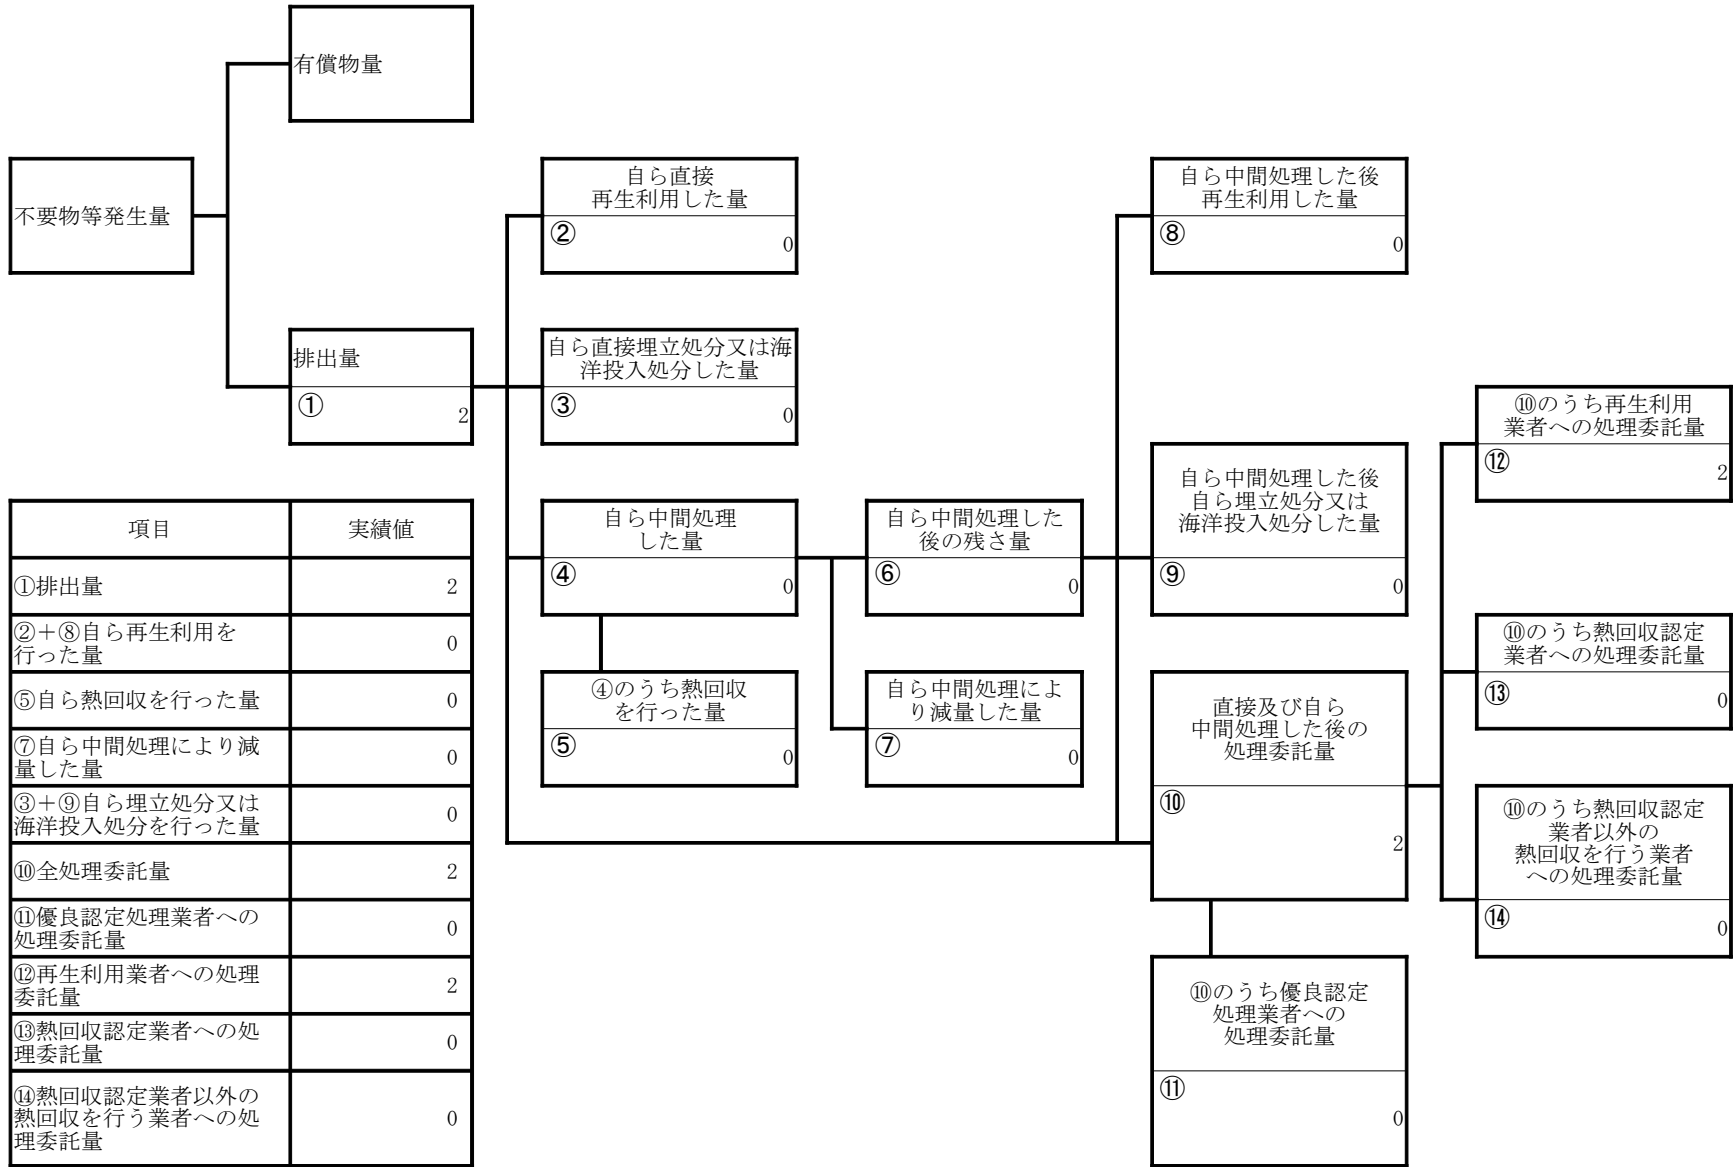 有償物量
不要物等発生量
自ら直接
再生利用した量
②
0
自ら中間処理した後
再生利用した量
⑧
0
排出量
①
2
自ら直接埋立処分又は海
洋投入処分した量
③
0
⑩のうち再生利用
業者への処理委託量
⑫
2
自ら中間処理
した量
④
0
自ら中間処理した
後の残さ量
⑥
0
自ら中間処理した後
自ら埋立処分又は
海洋投入処分した量
⑨
0
⑩のうち熱回収認定
業者への処理委託量
⑬
0
④のうち熱回収
を行った量
⑤
0
自ら中間処理によ
り減量した量
⑦
0
直接及び自ら
中間処理した後の
処理委託量
⑩
2
⑩のうち熱回収認定
業者以外の
熱回収を行う業者
への処理委託量
⑭
0
⑩のうち優良認定
処理業者への
処理委託量
⑪
0
項目 実績値
①排出量 2
②+⑧自ら再生利用を
行った量 0
⑤自ら熱回収を行った量 0
⑦自ら中間処理により減
量した量 0
③+⑨自ら埋立処分又は
海洋投入処分を行った量 0
⑩全処理委託量 2
⑪優良認定処理業者への
処理委託量 0
⑫再生利用業者への処理
委託量 2
⑬熱回収認定業者への処
理委託量 0
⑭熱回収認定業者以外の
熱回収を行う業者への処
理委託量 0